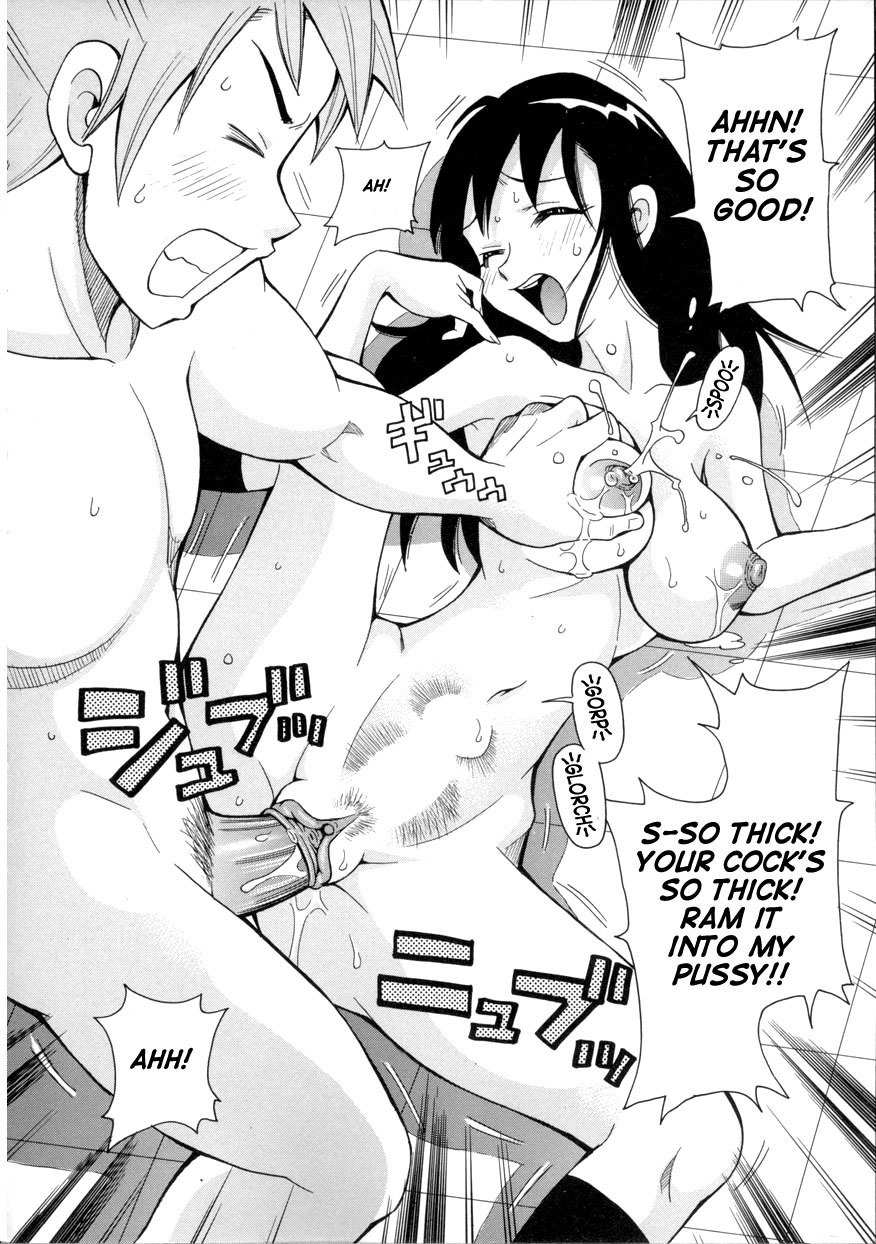 AHHN!
THAT'S
SO
GOOD!
AH!
SPOO
ギュウゥ
GORP
GLORCH
ジュブッ
S-SO THICK!
YOUR COCK'S
SO THICK!
RAM IT
INTO MY
PUSSY!!
ニュブッ
AHH!